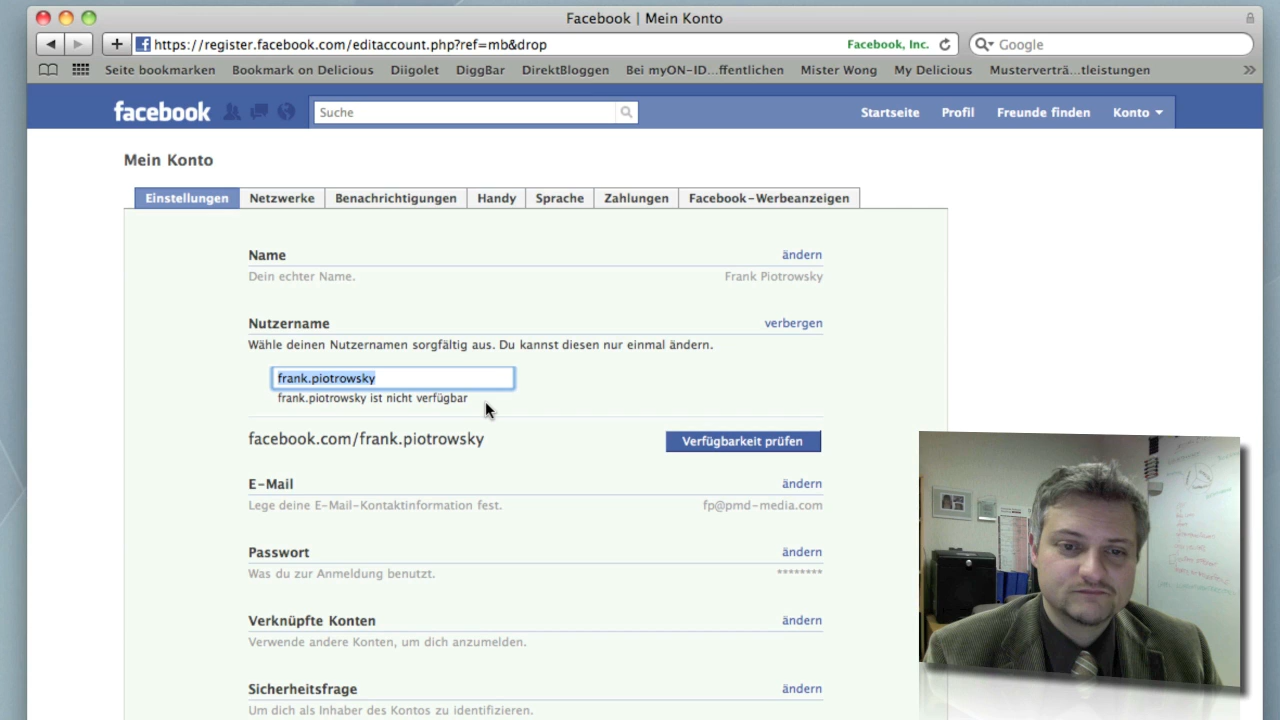 Facebook | Mein Konto
https://register.facebook.com/editaccount.php?ref=mb&drop Facebook, Inc. Google
Seite bookmarken Bookmark on Delicious Diigolet DiggBar DirektBloggen Bei myON-ID...ffentlichen Mister Wong My Delicious Musterverträ...tleistungen
facebook Suche Startseite Profil Freunde finden Konto
Mein Konto
Einstellungen Netzwerke Benachrichtigungen Handy Sprache Zahlungen Facebook-Werbeanzeigen
Name ändern
Dein echter Name. Frank Piotrowsky
Nutzername verbergen
Wähle deinen Nutzernamen sorgfältig aus. Du kannst diesen nur einmal ändern.
frank.piotrowsky
frank.piotrowsky ist nicht verfügbar
facebook.com/frank.piotrowsky Verfügbarkeit prüfen
E-Mail ändern
Lege deine E-Mail-Kontaktinformation fest. fp@pmd-media.com
Passwort ändern
Was du zur Anmeldung benutzt. ********
Verknüpfte Konten ändern
Verwende andere Konten, um dich anzumelden.
Sicherheitsfrage ändern
Um dich als Inhaber des Kontos zu identifizieren.